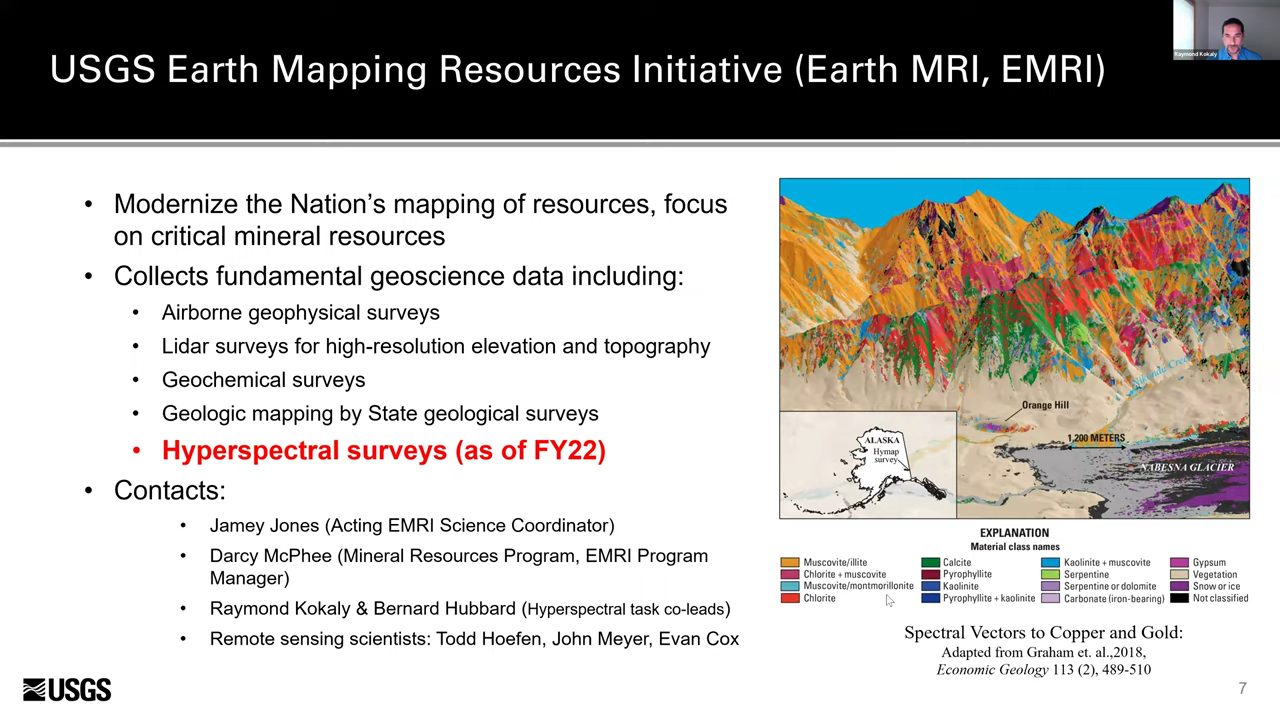 Raymond Kokaly
USGS Earth Mapping Resources Initiative (Earth MRI, EMRI)
• Modernize the Nation’s mapping of resources, focus
on critical mineral resources
• Collects fundamental geoscience data including:
• Airborne geophysical surveys
• Lidar surveys for high-resolution elevation and topography
• Geochemical surveys
• Geologic mapping by State geological surveys
• Hyperspectral surveys (as of FY22)
• Contacts:
• Jamey Jones (Acting EMRI Science Coordinator)
• Darcy McPhee (Mineral Resources Program, EMRI Program
Manager)
• Raymond Kokaly & Bernard Hubbard (Hyperspectral task co-leads)
• Remote sensing scientists: Todd Hoefen, John Meyer, Evan Cox
Orange Hill
1,200 METERS
NABESNA GLACIER
ALASKA
Hymap
survey
EXPLANATION
Material class names
Muscovite/illite
Chlorite + muscovite
Muscovite/montmorillonite
Chlorite
Calcite
Pyrophyllite
Kaolinite
Pyrophyllite + kaolinite
Kaolinite + muscovite
Serpentine
Serpentine or dolomite
Carbonate (iron-bearing)
Gypsum
Vegetation
Snow or ice
Not classified
Spectral Vectors to Copper and Gold:
Adapted from Graham et. al.,2018,
Economic Geology 113 (2), 489-510
USGS
7